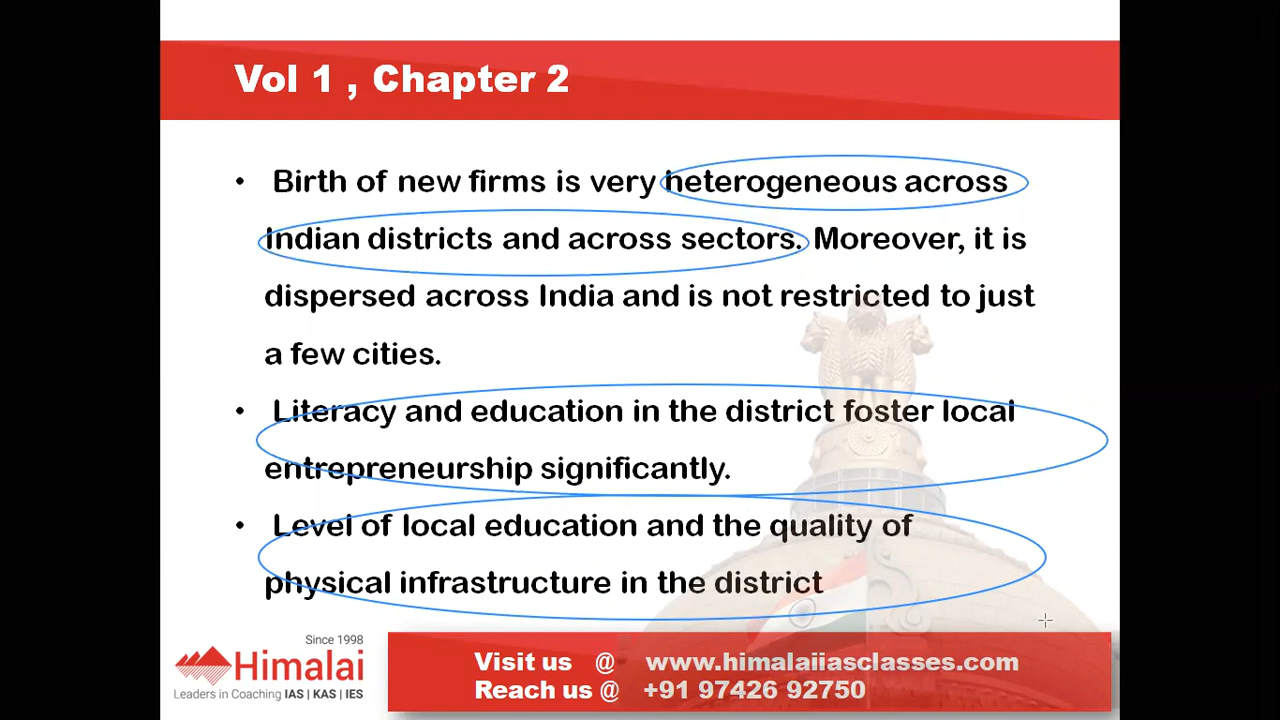 Vol 1 , Chapter 2
• Birth of new firms is very heterogeneous across
Indian districts and across sectors. Moreover, it is
dispersed across India and is not restricted to just
a few cities.
• Literacy and education in the district foster local
entrepreneurship significantly.
• Level of local education and the quality of
physical infrastructure in the district
Since 1998
Himalai
Leaders in Coaching IAS | KAS | IES
Visit us @ www.himalaiiasclasses.com
Reach us @ +91 97426 92750